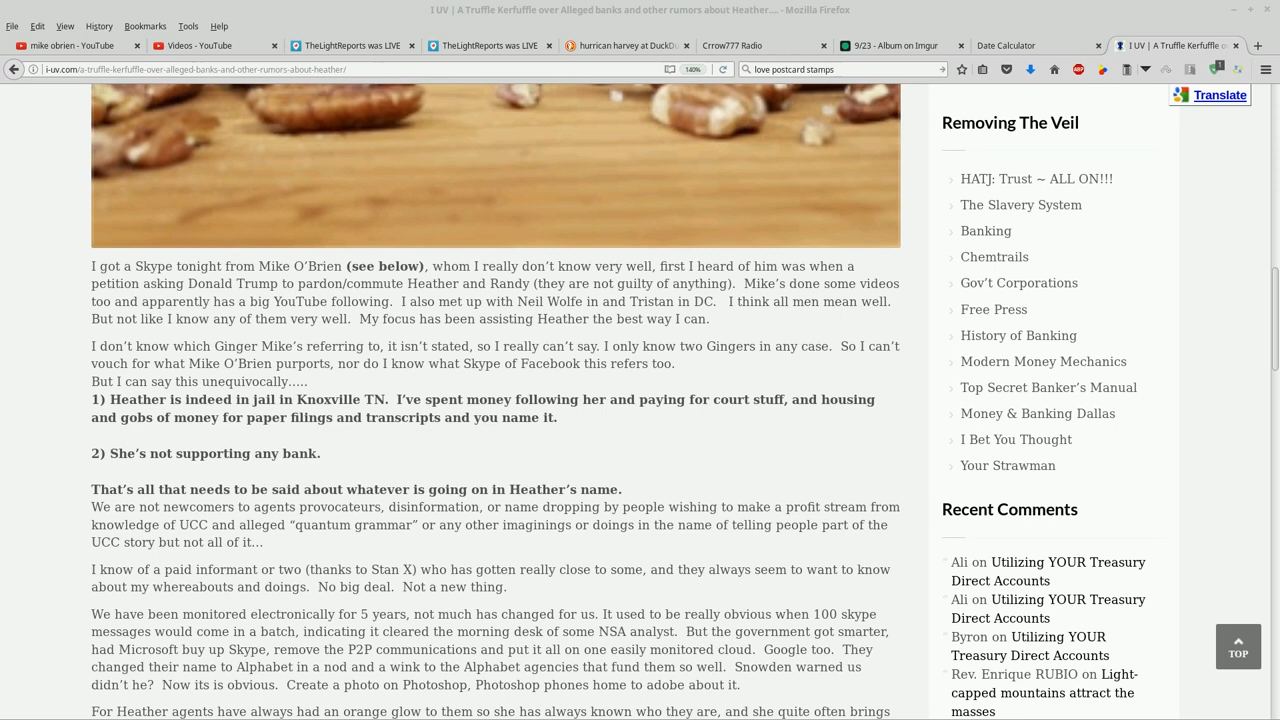 I UV | A Truffle Kerfuffle over Alleged banks and other rumors about Heather.... - Mozilla Firefox
File Edit View History Bookmarks Tools Help
mike obrien - YouTube
Videos - YouTube
TheLightReports was LIVE
TheLightReports was LIVE
hurrican harvey at DuckDu
Crrow777 Radio
9/23 - Album on Imgur
Date Calculator
I UV | A Truffle Kerfuffle o
i-uv.com/a-truffle-kerfuffle-over-alleged-banks-and-other-rumors-about-heather/
140%
love postcard stamps
ABP
1
Translate
I got a Skype tonight from Mike O’Brien (see below), whom I really don’t know very well, first I heard of him was when a
petition asking Donald Trump to pardon/commute Heather and Randy (they are not guilty of anything). Mike’s done some videos
too and apparently has a big YouTube following. I also met up with Neil Wolfe in and Tristan in DC. I think all men mean well.
But not like I know any of them very well. My focus has been assisting Heather the best way I can.
I don’t know which Ginger Mike’s referring to, it isn’t stated, so I really can’t say. I only know two Gingers in any case. So I can’t
vouch for what Mike O’Brien purports, nor do I know what Skype of Facebook this refers too.
But I can say this unequivocally.....
1) Heather is indeed in jail in Knoxville TN. I’ve spent money following her and paying for court stuff, and housing
and gobs of money for paper filings and transcripts and you name it.
2) She’s not supporting any bank.
That’s all that needs to be said about whatever is going on in Heather’s name.
We are not newcomers to agents provocateurs, disinformation, or name dropping by people wishing to make a profit stream from
knowledge of UCC and alleged “quantum grammar” or any other imaginings or doings in the name of telling people part of the
UCC story but not all of it…
I know of a paid informant or two (thanks to Stan X) who has gotten really close to some, and they always seem to want to know
about my whereabouts and doings. No big deal. Not a new thing.
We have been monitored electronically for 5 years, not much has changed for us. It used to be really obvious when 100 skype
messages would come in a batch, indicating it cleared the morning desk of some NSA analyst. But the government got smarter,
had Microsoft buy up Skype, remove the P2P communications and put it all on one easily monitored cloud. Google too. They
changed their name to Alphabet in a nod and a wink to the Alphabet agencies that fund them so well. Snowden warned us
didn’t he? Now its is obvious. Create a photo on Photoshop, Photoshop phones home to adobe about it.
For Heather agents have always had an orange glow to them so she has always known who they are, and she quite often brings
Removing The Veil
HATJ: Trust ~ ALL ON!!!
The Slavery System
Banking
Chemtrails
Gov’t Corporations
Free Press
History of Banking
Modern Money Mechanics
Top Secret Banker’s Manual
Money & Banking Dallas
I Bet You Thought
Your Strawman
Recent Comments
Ali on Utilizing YOUR Treasury
Direct Accounts
Ali on Utilizing YOUR Treasury
Direct Accounts
Byron on Utilizing YOUR
Treasury Direct Accounts
Rev. Enrique RUBIO on Light-
capped mountains attract the
masses
TOP